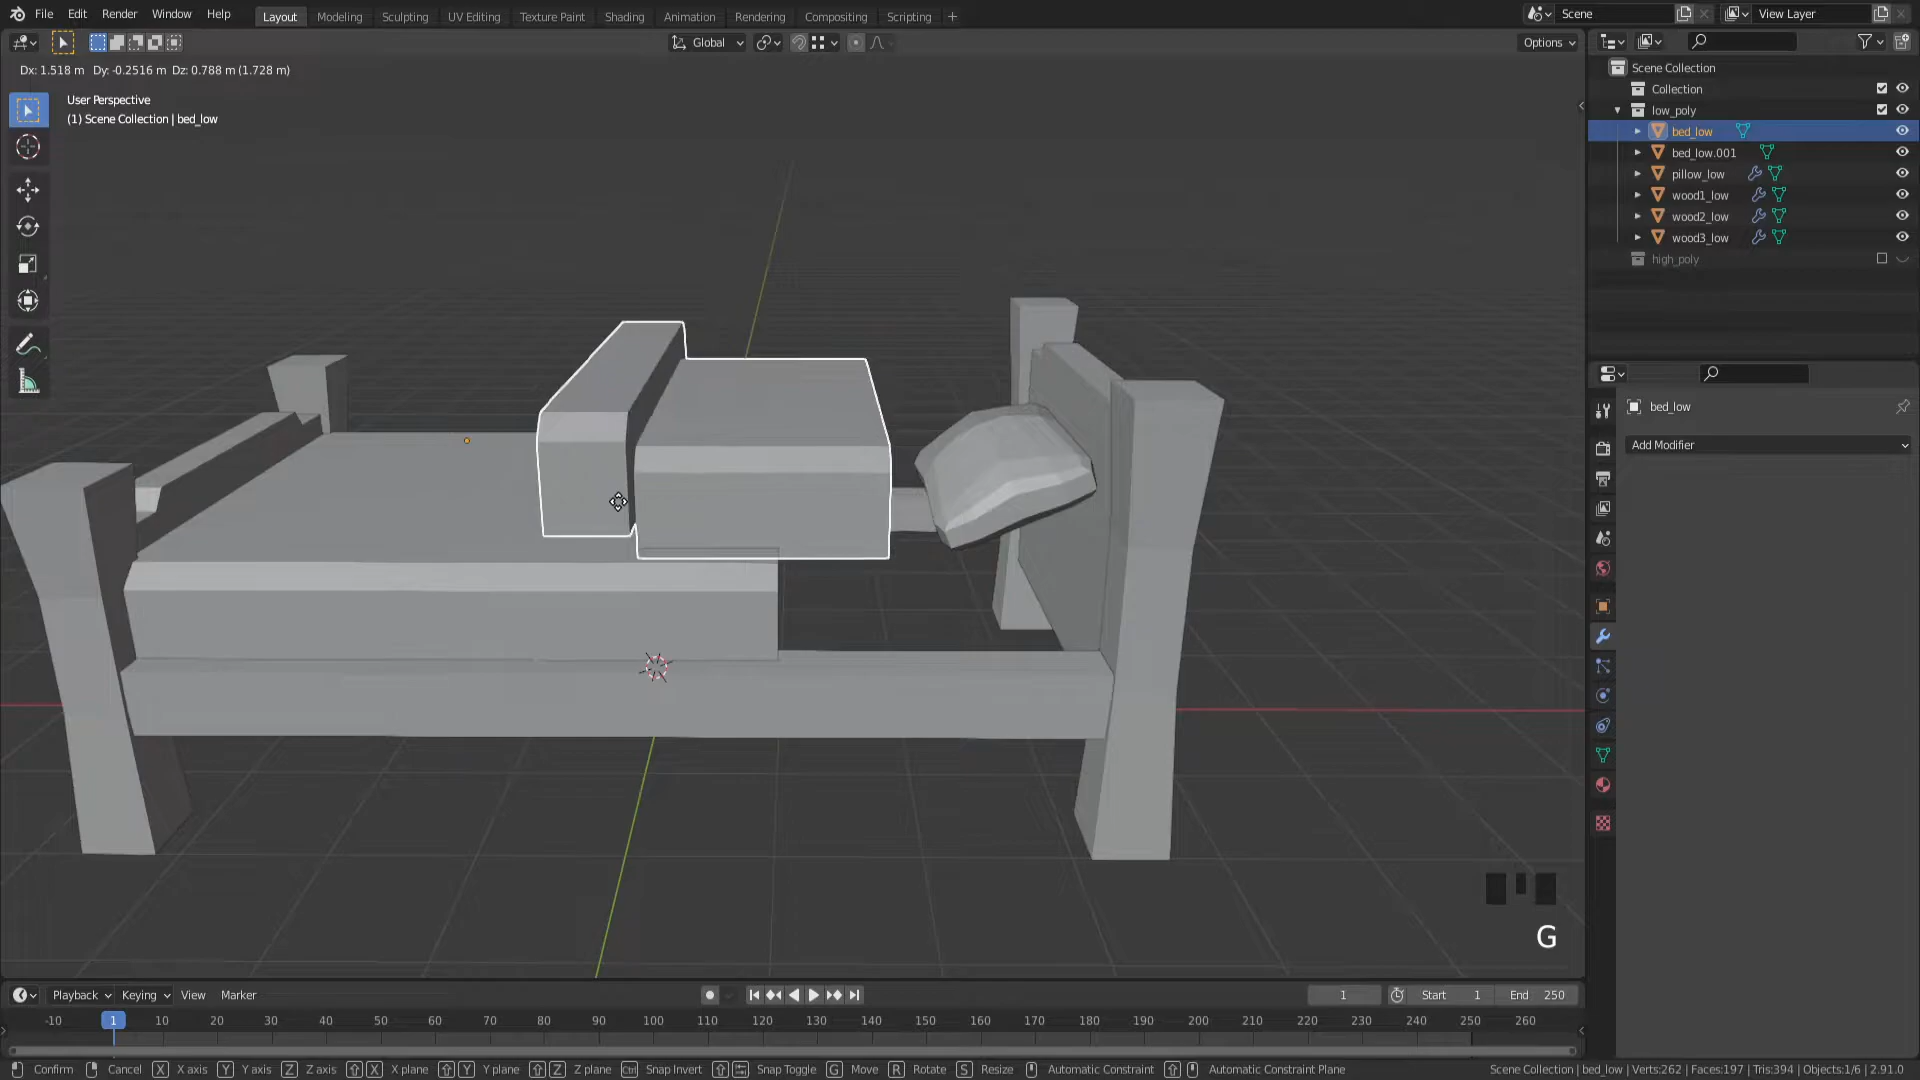 File Edit Render Window Help Layout Modeling Sculpting UV Editing Texture Paint Shading Animation Rendering Compositing Scripting + Scene View Layer
Global Options
Dx: 1.518 m Dy: -0.2516 m Dz: 0.788 m (1.728 m)
User Perspective
(1) Scene Collection | bed_low
Scene Collection
Collection
low_poly
bed_low
bed_low.001
pillow_low
wood1_low
wood2_low
wood3_low
high_poly
bed_low
Add Modifier
G
Playback Keying View Marker 1 Start 1 End 250
-10 1 10 20 30 40 50 60 70 80 90 100 110 120 130 140 150 160 170 180 190 200 210 220 230 240 250 260
Confirm Cancel X X axis Y Y axis Z Z axis X X plane Y Y plane Z Z plane Ctrl Snap Invert Snap Toggle G Move R Rotate S Resize Automatic Constraint Automatic Constraint Plane Scene Collection | bed_low | Verts:262 | Faces:197 | Tris:394 | Objects:1/6 | 2.91.0